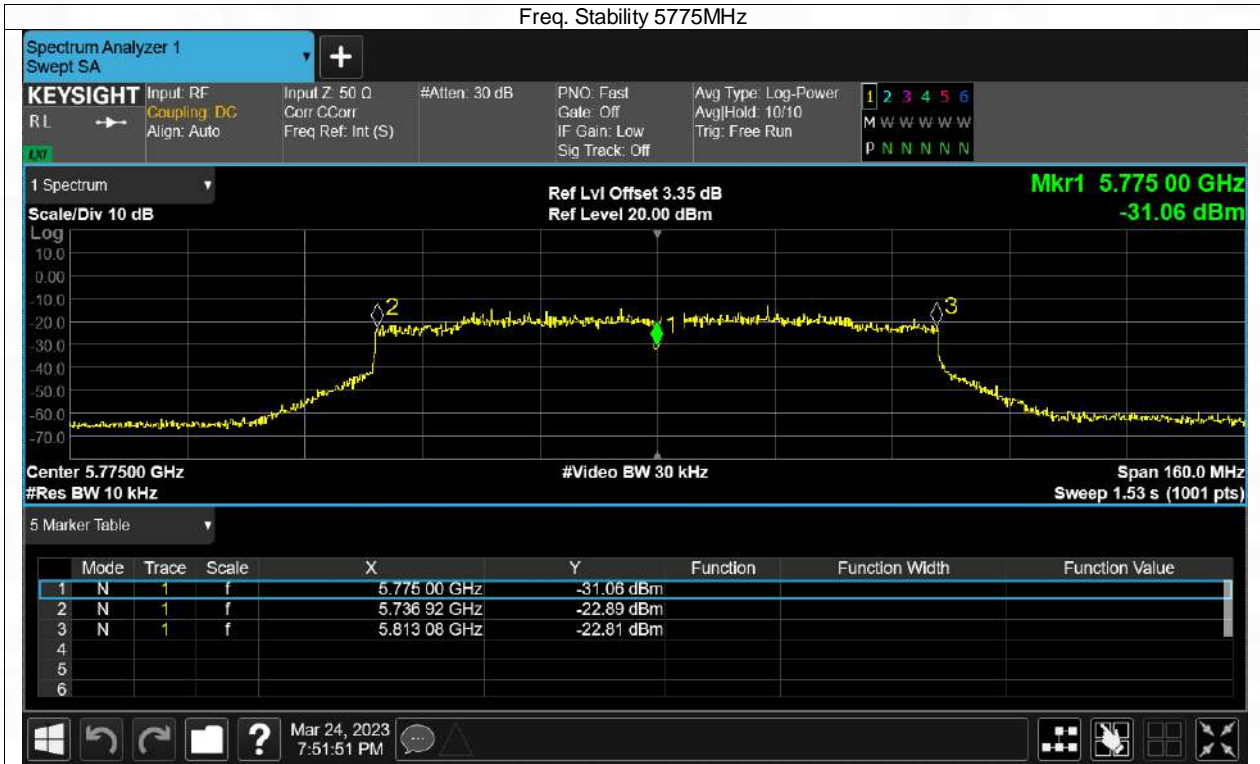 Freq. Stability 5775MHz
Spectrum Analyzer 1
Swept SA
+
KEYSIGHT
RL
LXI
Input: RF
Coupling: DC
Align: Auto
Input Z: 50 Ω
Corr CCorr
Freq Ref: Int (S)
#Atten: 30 dB
PNO: Fast
Gate: Off
IF Gain: Low
Sig Track: Off
Avg Type: Log-Power
Avg|Hold: 10/10
Trig: Free Run
1 2 3 4 5 6
M W W W W W
P N N N N N
1 Spectrum
Scale/Div 10 dB
Ref Lvl Offset 3.35 dB
Ref Level 20.00 dBm
Mkr1 5.775 00 GHz
-31.06 dBm
Log
10.0
0.00
-10.0
-20.0
-30.0
-40.0
-50.0
-60.0
-70.0
2
1
3
Center 5.77500 GHz
#Video BW 30 kHz
Span 160.0 MHz
#Res BW 10 kHz
Sweep 1.53 s (1001 pts)
5 Marker Table
Mode Trace Scale X Y Function Function Width Function Value
1 N 1 f 5.775 00 GHz -31.06 dBm
2 N 1 f 5.736 92 GHz -22.89 dBm
3 N 1 f 5.813 08 GHz -22.81 dBm
4
5
6
?
Mar 24, 2023
7:51:51 PM